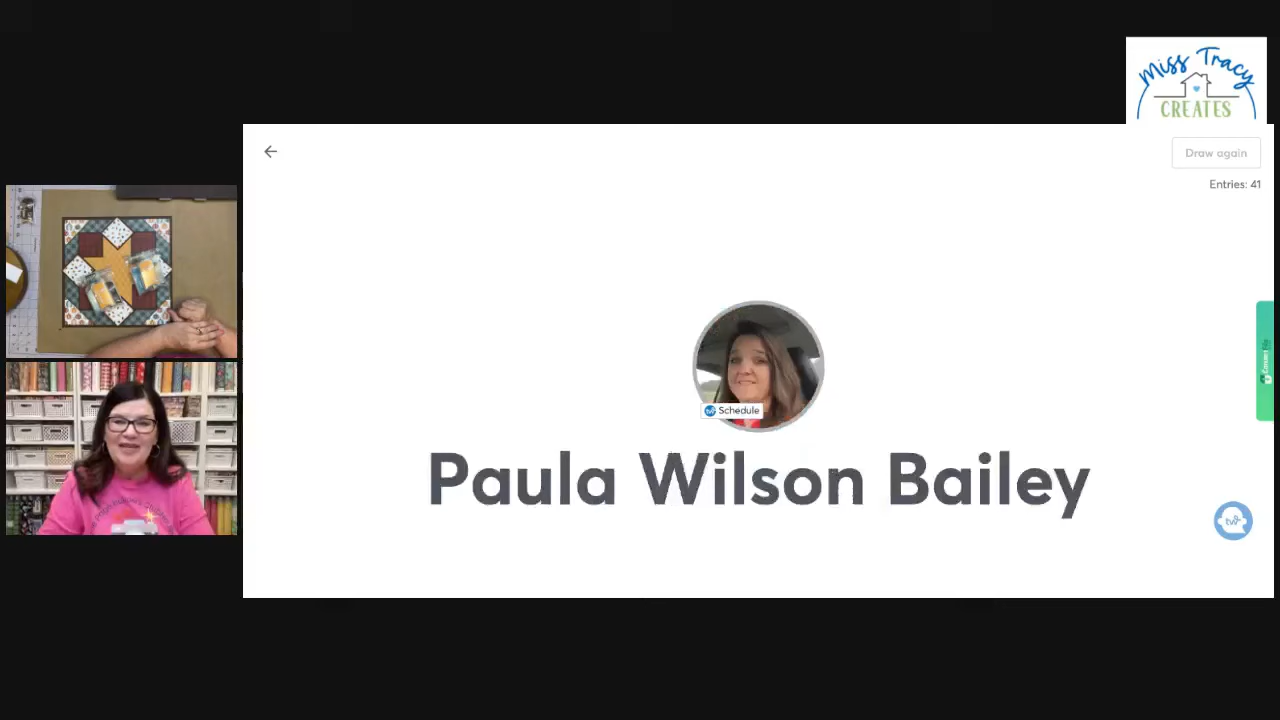 Miss Tracy
CREATES
Draw again
Entries: 41
Schedule
Paula Wilson Bailey